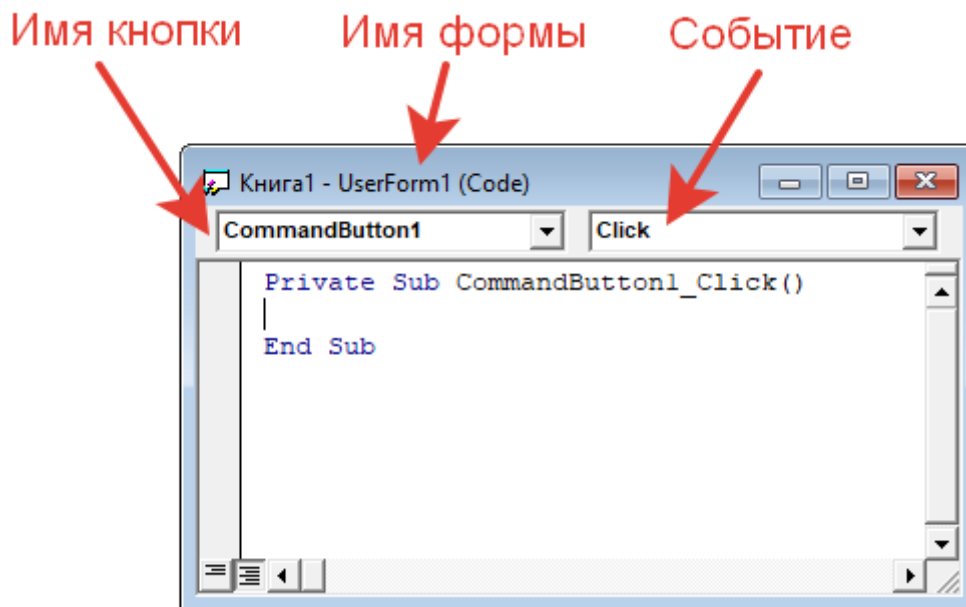 Имя кнопки Имя формы Событие
Книга1 - UserForm1 (Code)
CommandButton1 Click
Private Sub CommandButton1_Click()
End Sub